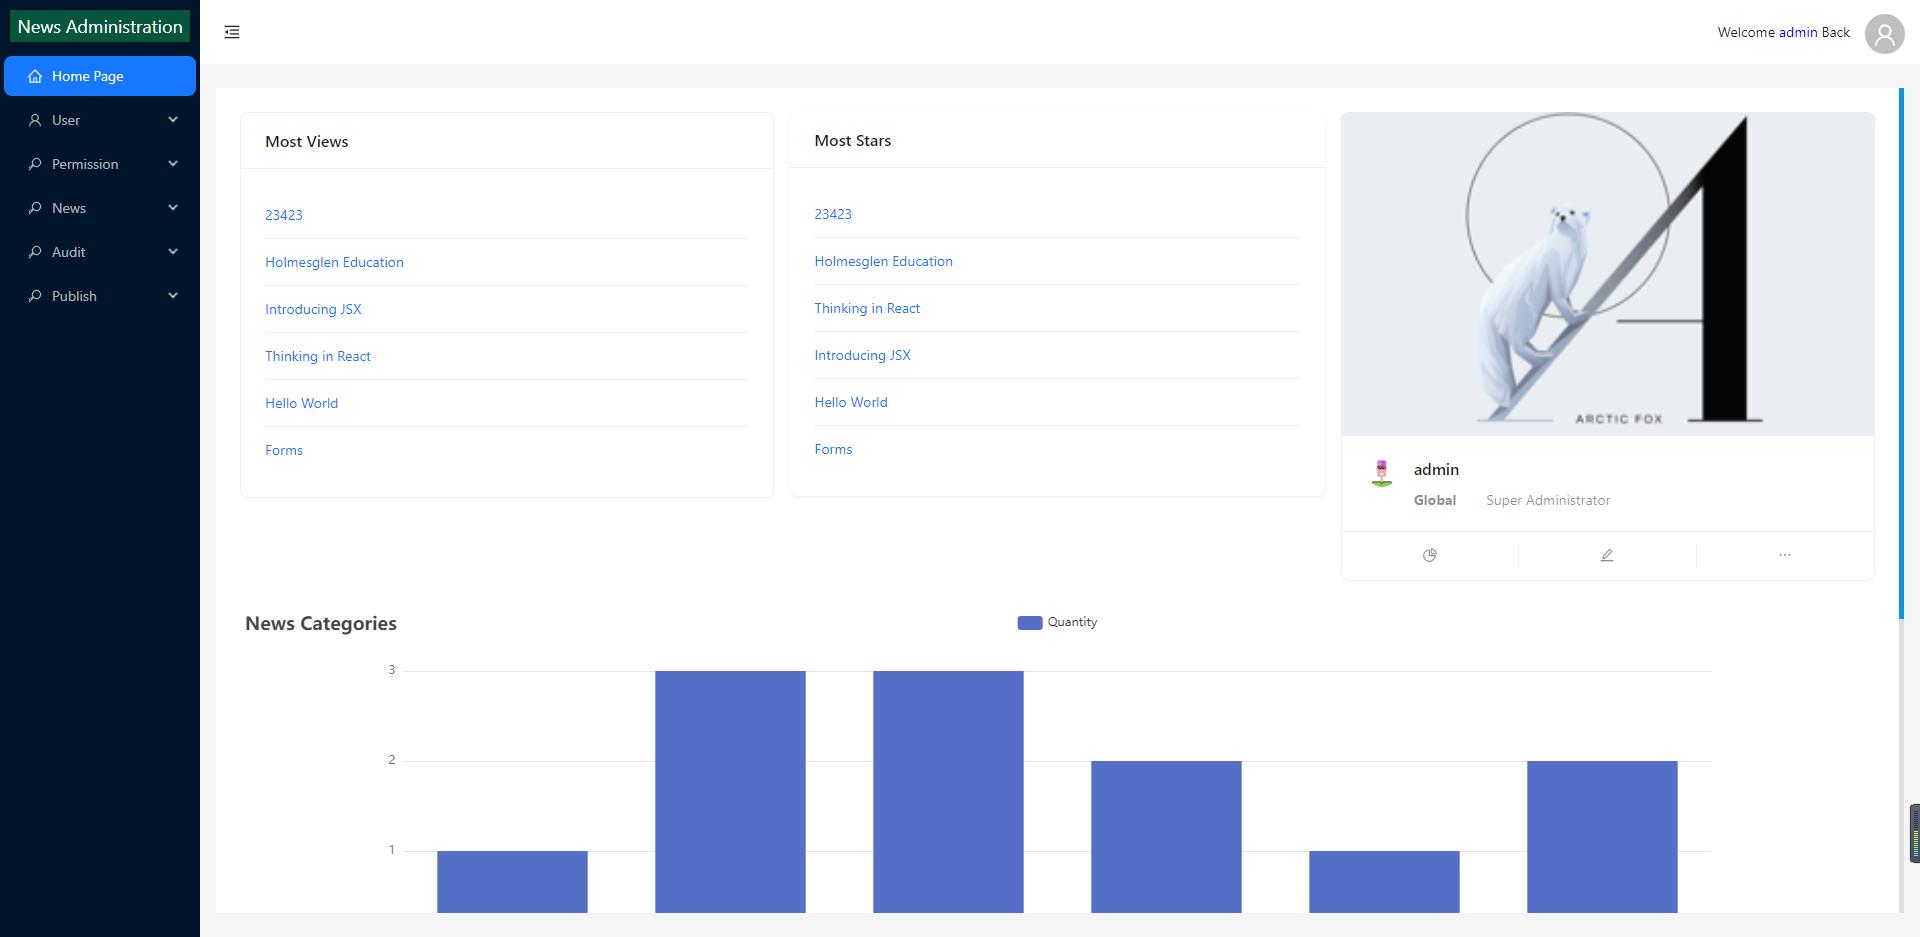 News Administration
Home Page
User
Permission
News
Audit
Publish
Welcome admin Back
Most Views
23423
Holmesglen Education
Introducing JSX
Thinking in React
Hello World
Forms
Most Stars
23423
Holmesglen Education
Thinking in React
Introducing JSX
Hello World
Forms
A
ARCTIC FOX
admin
Global Super Administrator
News Categories
Quantity
3
2
1